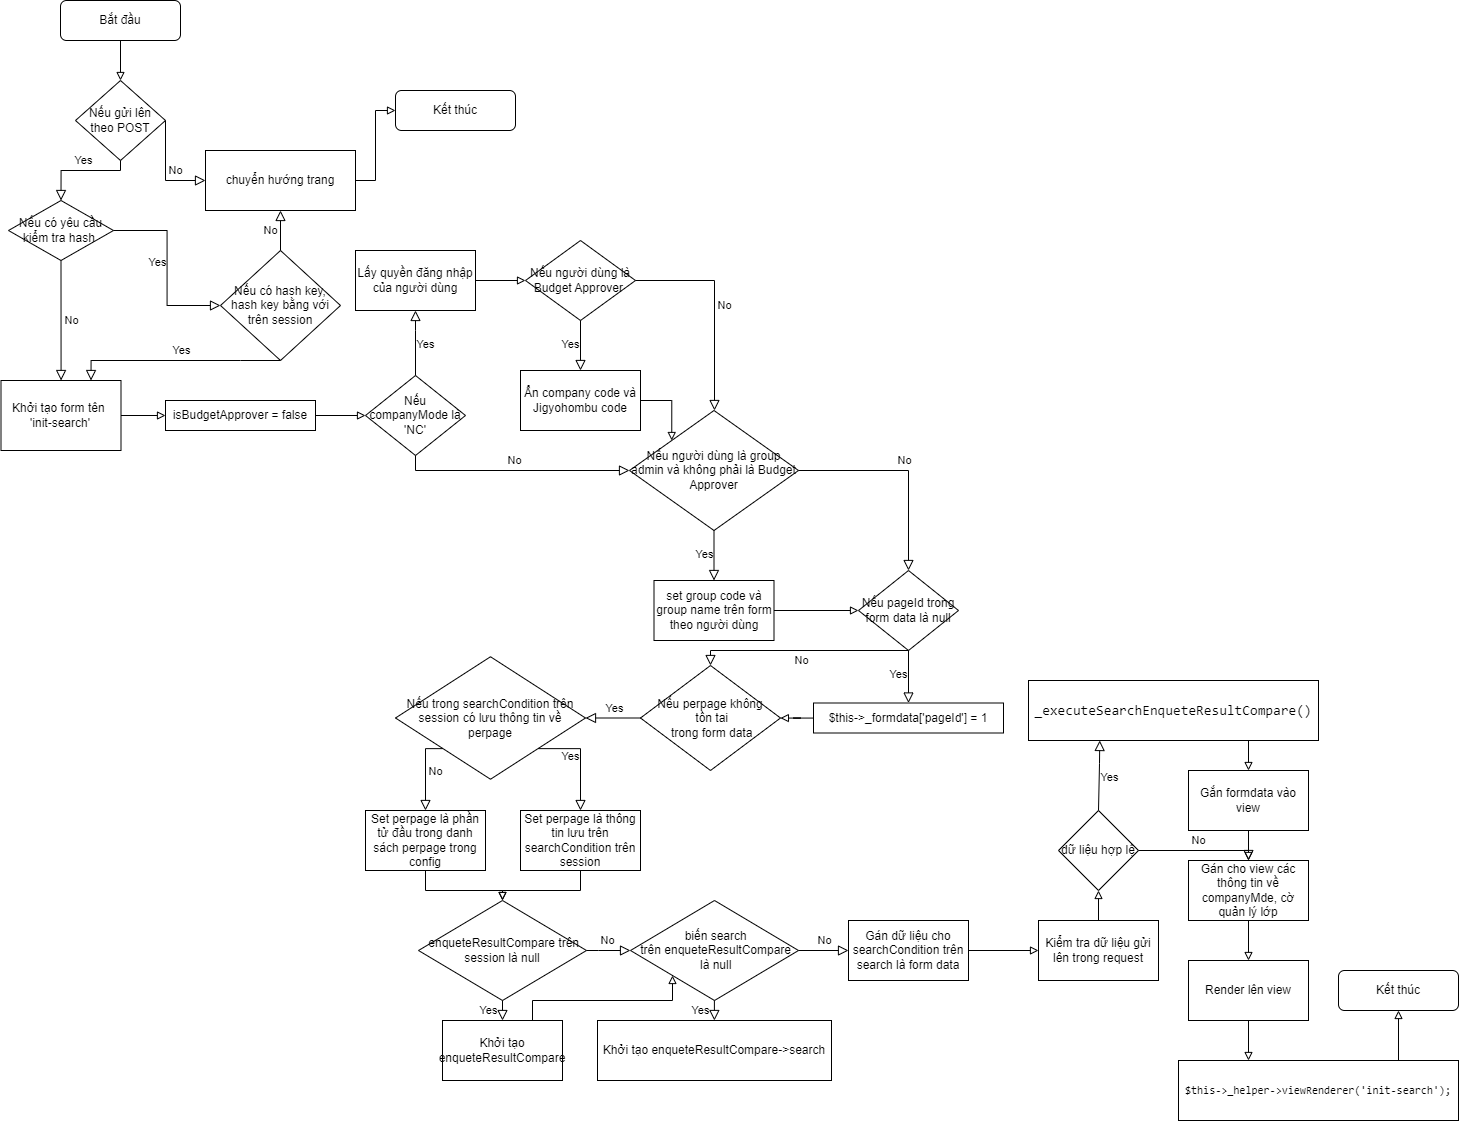 Bắt đầu
Nếu gửi lên
theo POST
Yes
No
chuyển hướng trang
Kết thúc
Nếu có yêu cầu
kiểm tra hash
Yes
No
No
Nếu có hash key,
hash key bằng với
trên session
Yes
Khởi tạo form tên
'init-search'
isBudgetApprover = false
Nếu
companyMode la
'NC'
Yes
No
Lấy quyền đăng nhập
của người dùng
Nếu người dùng là
Budget Approver
Yes
No
Ẩn company code và
Jigyohombu code
Nếu người dùng là group
admin và không phải là Budget
Approver
No
Yes
set group code và
group name trên form
theo người dùng
Nếu pageId trong
form data là null
No
Yes
$this->_formdata['pageId'] = 1
Nếu perpage không
tồn tai
trong form data
Yes
Nếu trong searchCondition trên
session có lưu thông tin về
perpage
No
Yes
Set perpage là phần
tử đầu trong danh
sách perpage trong
config
Set perpage là thông
tin lưu trên
searchCondition trên
session
enqueteResultCompare trên
session là null
No
Yes
Khởi tạo
enqueteResultCompare
biến search
trên enqueteResultCompare
là null
No
Yes
Khởi tạo enqueteResultCompare->search
Gán dữ liệu cho
searchCondition trên
search là form data
Kiểm tra dữ liệu gửi
lên trong request
dữ liệu hợp lệ
Yes
No
_executeSearchEnqueteResultCompare()
Gắn formdata vào
view
Gán cho view các
thông tin về
companyMde, cờ
quản lý lớp
Render lên view
$this->_helper->viewRenderer('init-search');
Kết thúc